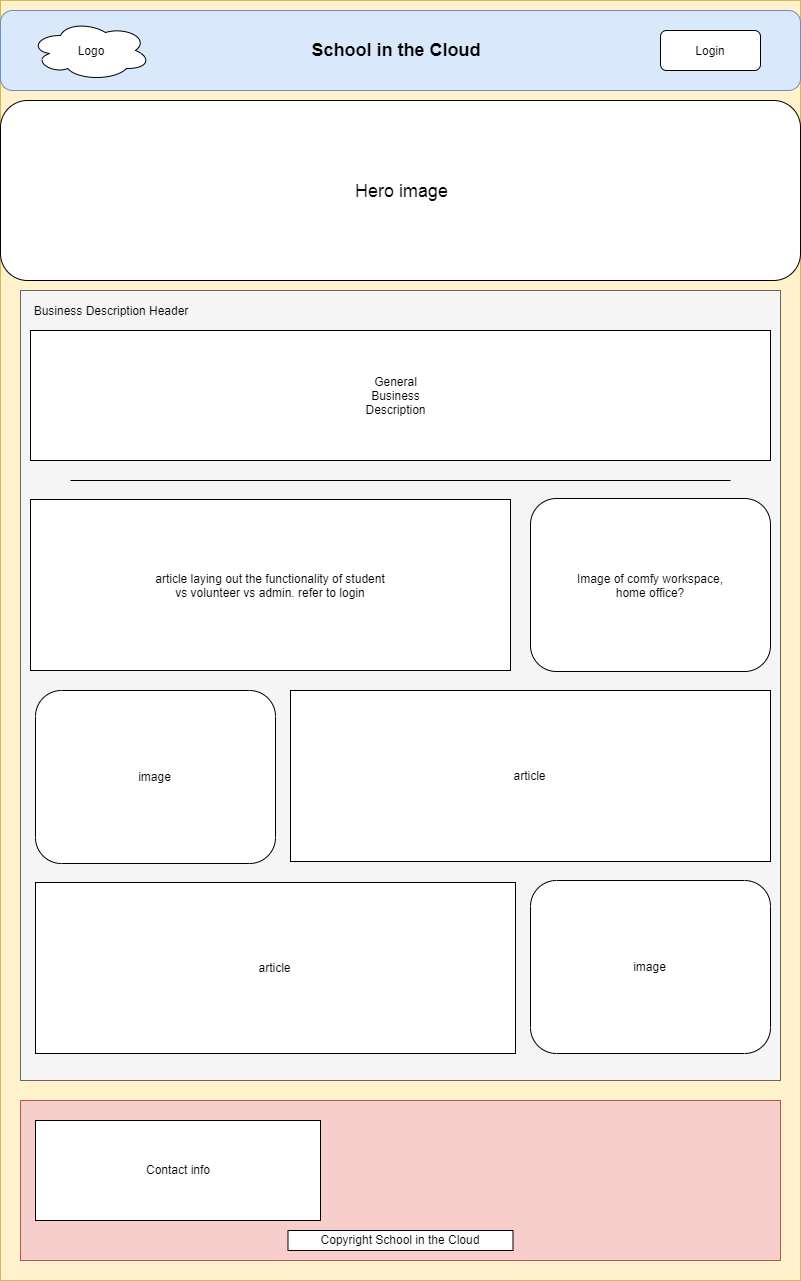 Logo
School in the Cloud
Login
Hero image
Business Description Header
General
Business
Description
article laying out the functionality of student
vs volunteer vs admin. refer to login
Image of comfy workspace,
home office?
image
article
article
image
Contact info
Copyright School in the Cloud